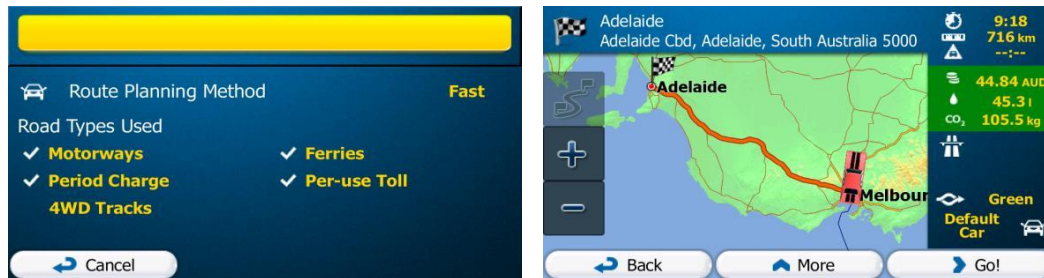 Route Planning Method Fast
Road Types Used
Motorways Ferries
Period Charge Per-use Toll
4WD Tracks
Cancel
Adelaide
Adelaide Cbd, Adelaide, South Australia 5000
9:18
716 km
--:--
Adelaide
44.84 AUD
45.3 l
CO2 105.5 kg
Melbour
Green
Default
Car
Back More Go!